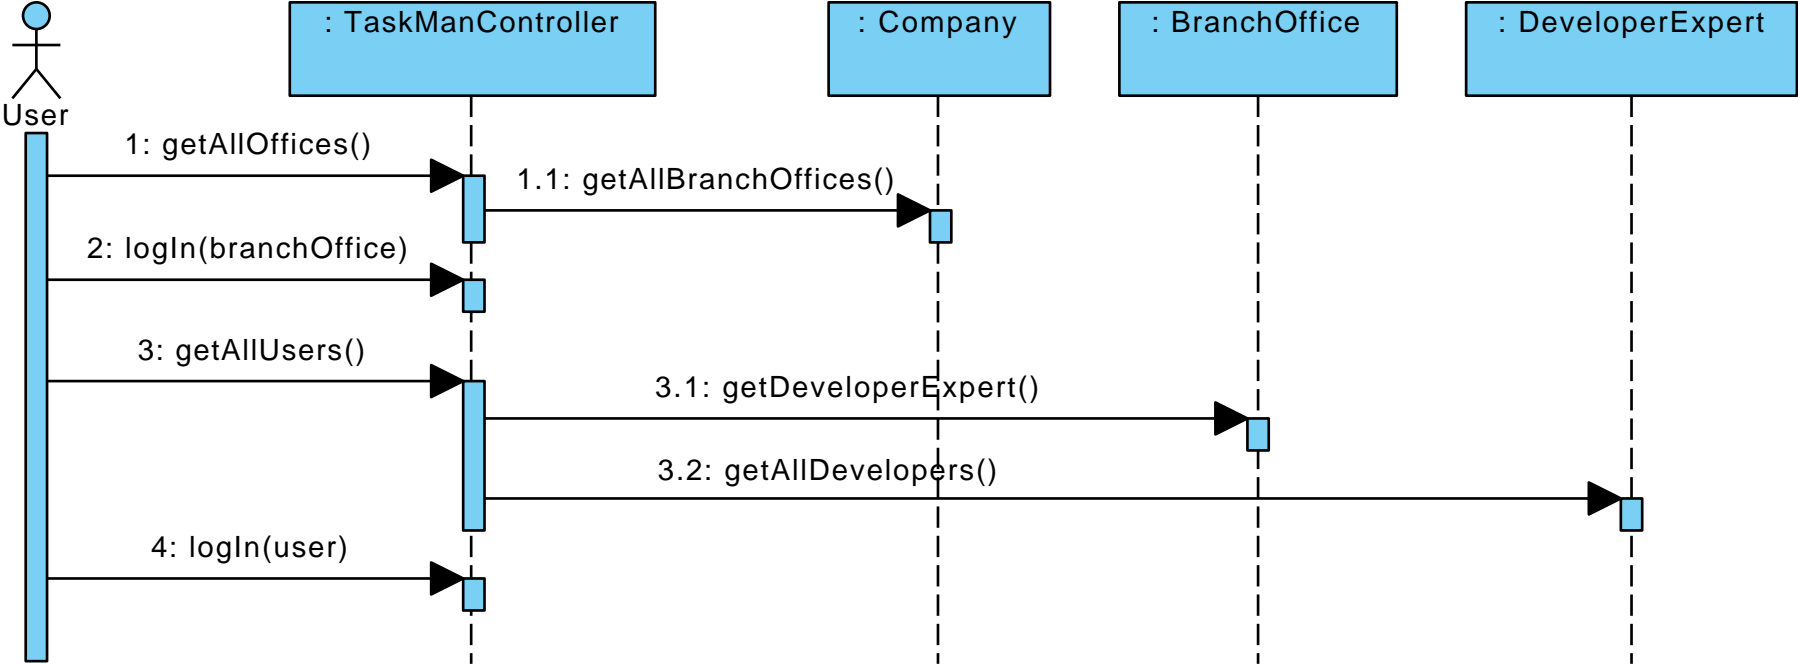 : TaskManController
: Company
: BranchOffice
: DeveloperExpert
User
1: getAllOffices()
1.1: getAllBranchOffices()
2: logIn(branchOffice)
3: getAllUsers()
3.1: getDeveloperExpert()
3.2: getAllDevelopers()
4: logIn(user)